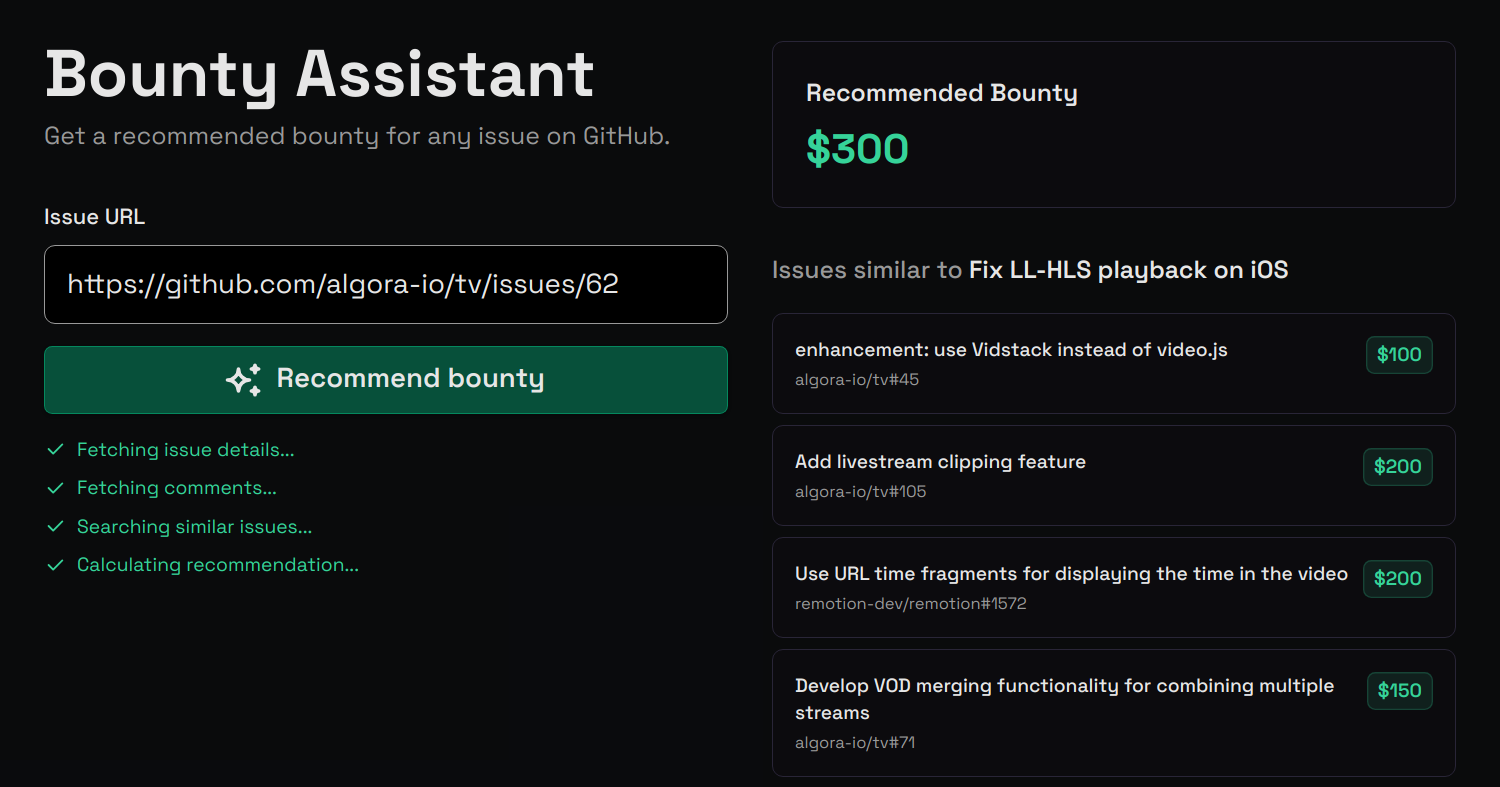 Bounty Assistant
Get a recommended bounty for any issue on GitHub.
Issue URL
https://github.com/algora-io/tv/issues/62
Recommend bounty
Fetching issue details...
Fetching comments...
Searching similar issues...
Calculating recommendation...
Recommended Bounty
$300
Issues similar to Fix LL-HLS playback on iOS
enhancement: use Vidstack instead of video.js
$100
algora-io/tv#45
Add livestream clipping feature
$200
algora-io/tv#105
Use URL time fragments for displaying the time in the video
$200
remotion-dev/remotion#1572
Develop VOD merging functionality for combining multiple
streams
$150
algora-io/tv#71